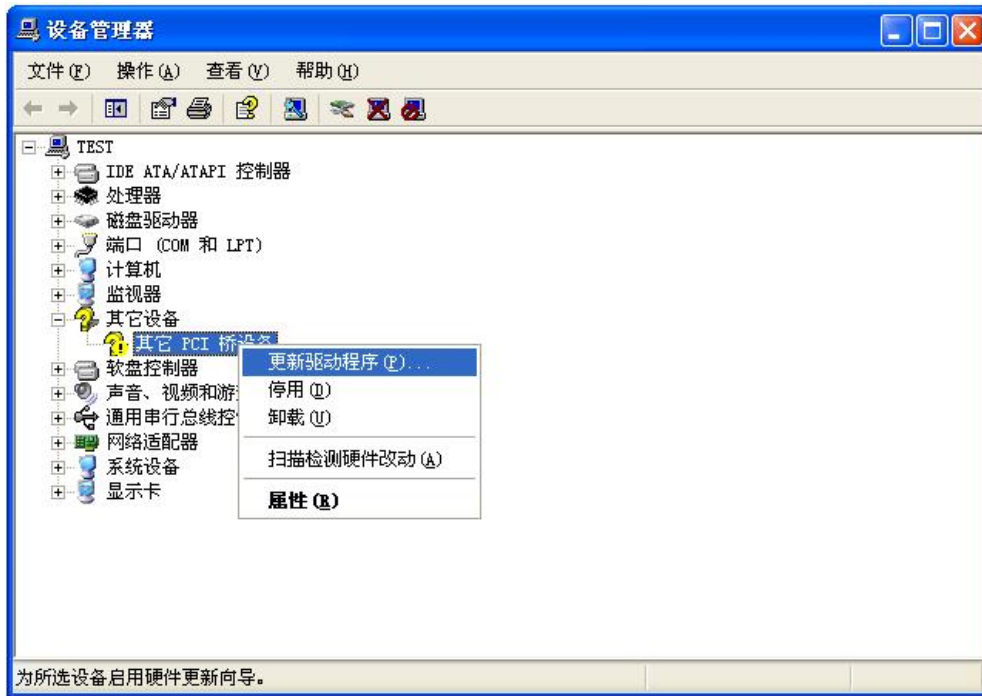 设备管理器
文件(F) 操作(A) 查看(V) 帮助(H)
TEST
IDE ATA/ATAPI 控制器
处理器
磁盘驱动器
端口 (COM 和 LPT)
计算机
监视器
其它设备
其它 PCI 桥设备
更新驱动程序(P)...
软盘控制器
停用(D)
声音、视频和游
通用串行总线控
卸载(U)
网络适配器
扫描检测硬件改动(A)
系统设备
显示卡
属性(R)
为所选设备启用硬件更新向导。